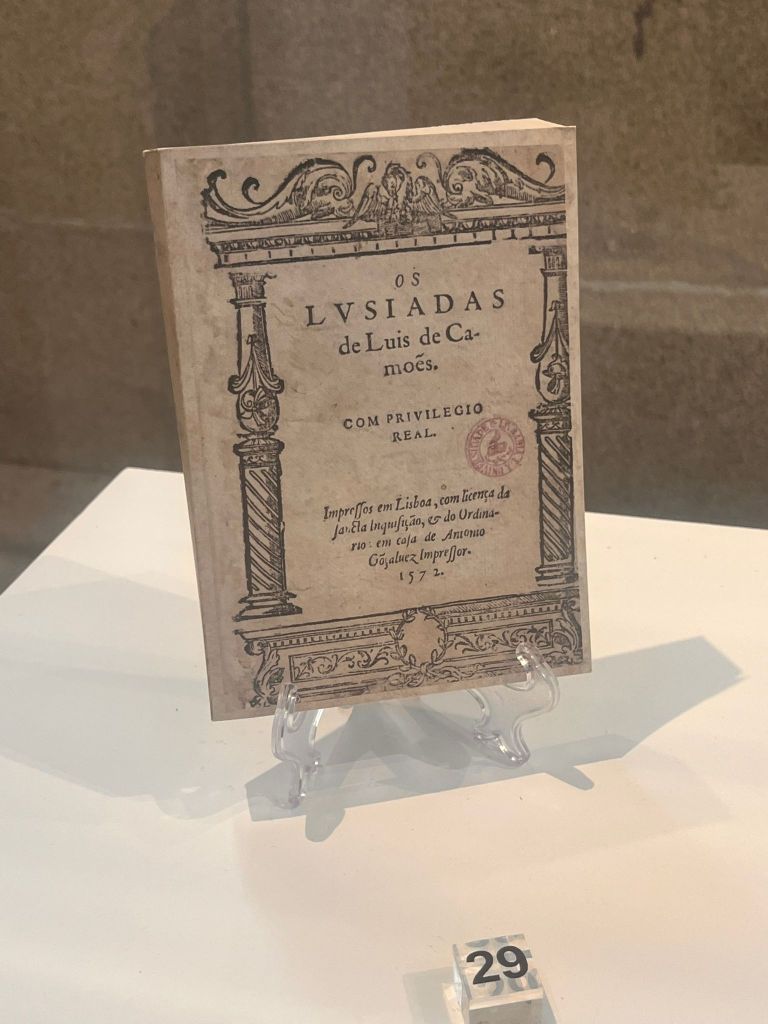 OS
LVSIADAS
de Luis de Ca-
moẽs.
COM PRIVILEGIO
REAL.
Impreſſos em Lisboa, com licença da
ſancta Inquiſição, & do Ordina-
rio: em caſa de Antonio
Gõçaluez Impreſſor.
1572.
29